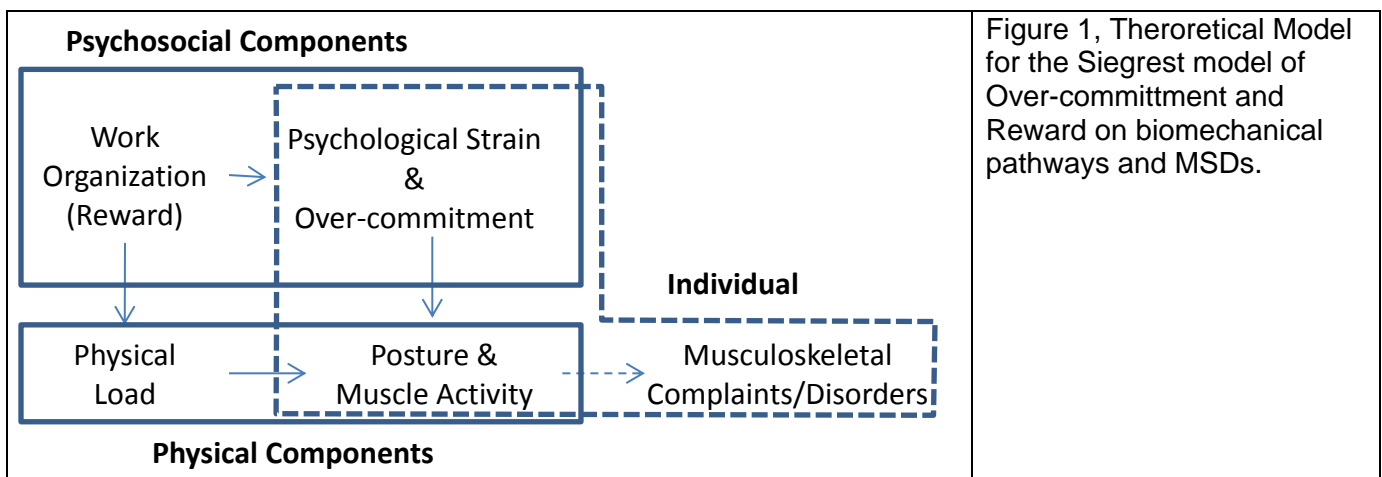 Psychosocial Components
Work
Organization
(Reward)
Psychological Strain
&
Over-commitment
Individual
Physical
Load
Posture &
Muscle Activity
Musculoskeletal
Complaints/Disorders
Physical Components
Figure 1, Theroretical Model
for the Siegrest model of
Over-committment and
Reward on biomechanical
pathways and MSDs.